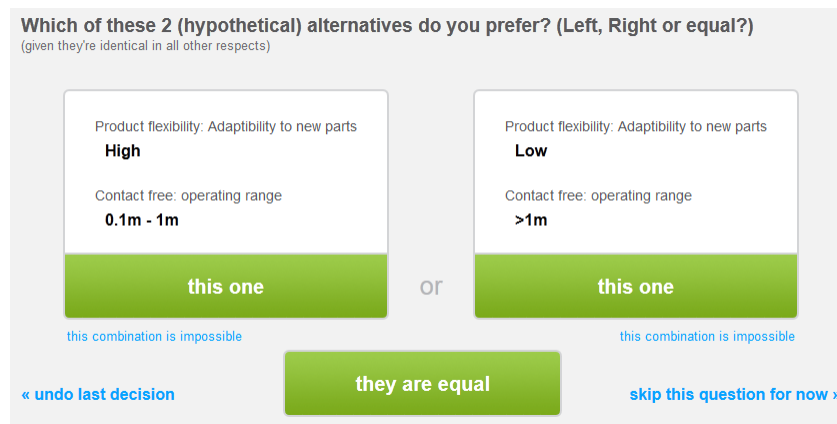 Which of these 2 (hypothetical) alternatives do you prefer? (Left, Right or equal?)
(given they're identical in all other respects)
Product flexibility: Adaptibility to new parts
High
Contact free: operating range
0.1m - 1m
this one
this combination is impossible
or
Product flexibility: Adaptibility to new parts
Low
Contact free: operating range
>1m
this one
this combination is impossible
they are equal
« undo last decision
skip this question for now »